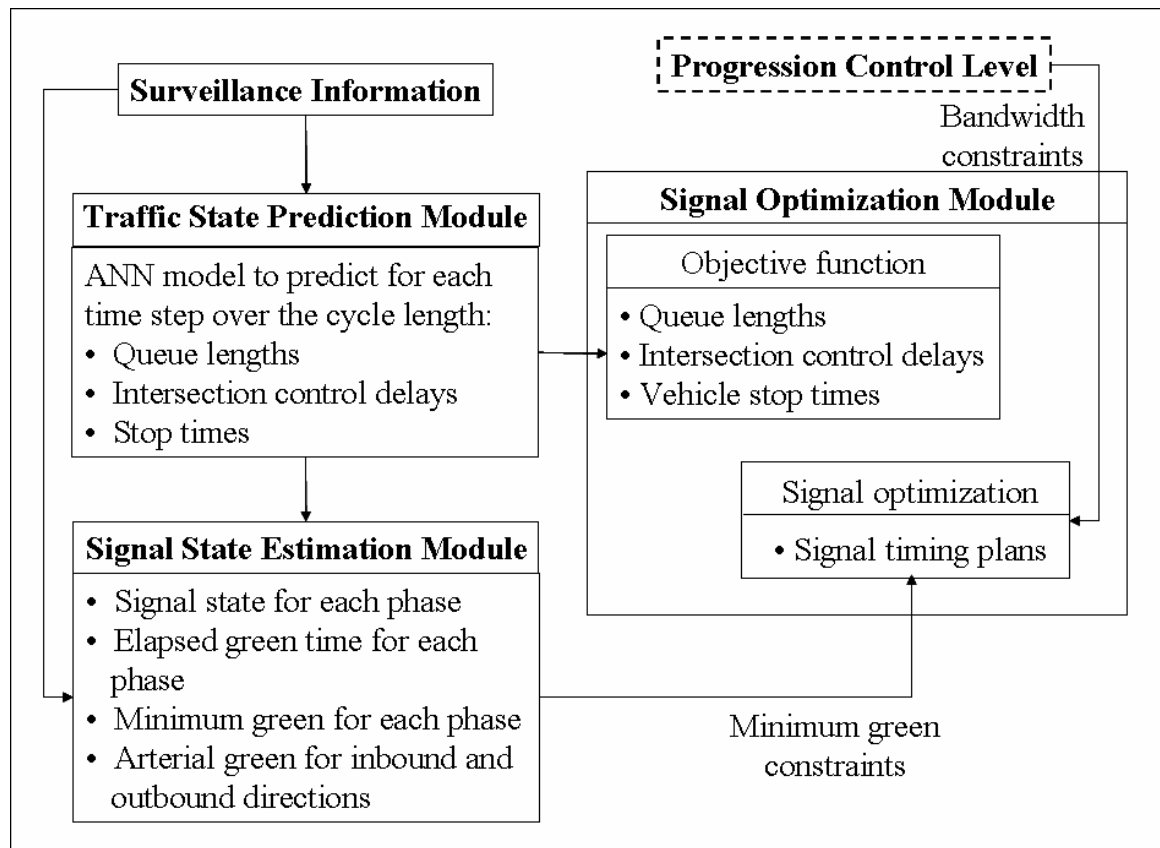 Progression Control Level
Surveillance Information
Bandwidth
constraints
Traffic State Prediction Module
ANN model to predict for each
time step over the cycle length:
• Queue lengths
• Intersection control delays
• Stop times
Signal Optimization Module
Objective function
• Queue lengths
• Intersection control delays
• Vehicle stop times
Signal optimization
• Signal timing plans
Signal State Estimation Module
• Signal state for each phase
• Elapsed green time for each
phase
• Minimum green for each phase
• Arterial green for inbound and
outbound directions
Minimum green
constraints